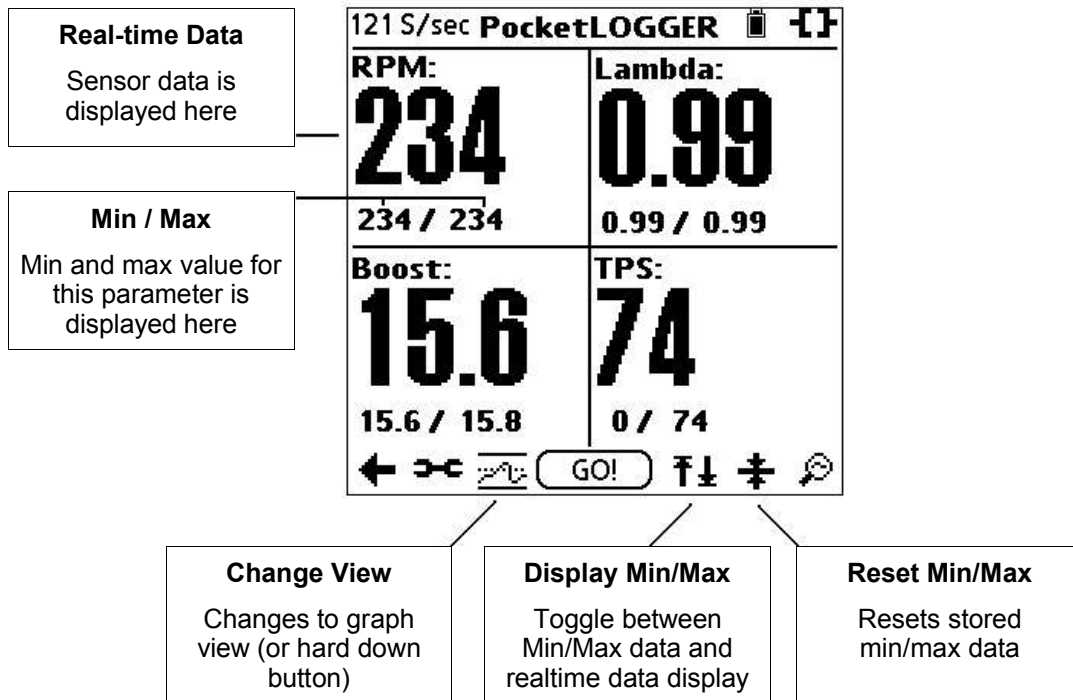 Real-time Data
Sensor data is
displayed here
Min / Max
Min and max value for
this parameter is
displayed here
121 S/sec PocketLOGGER
RPM:
234
234 / 234
Lambda:
0.99
0.99 / 0.99
Boost:
15.6
15.6 / 15.8
TPS:
74
0 / 74
GO!
Change View
Changes to graph
view (or hard down
button)
Display Min/Max
Toggle between
Min/Max data and
realtime data display
Reset Min/Max
Resets stored
min/max data